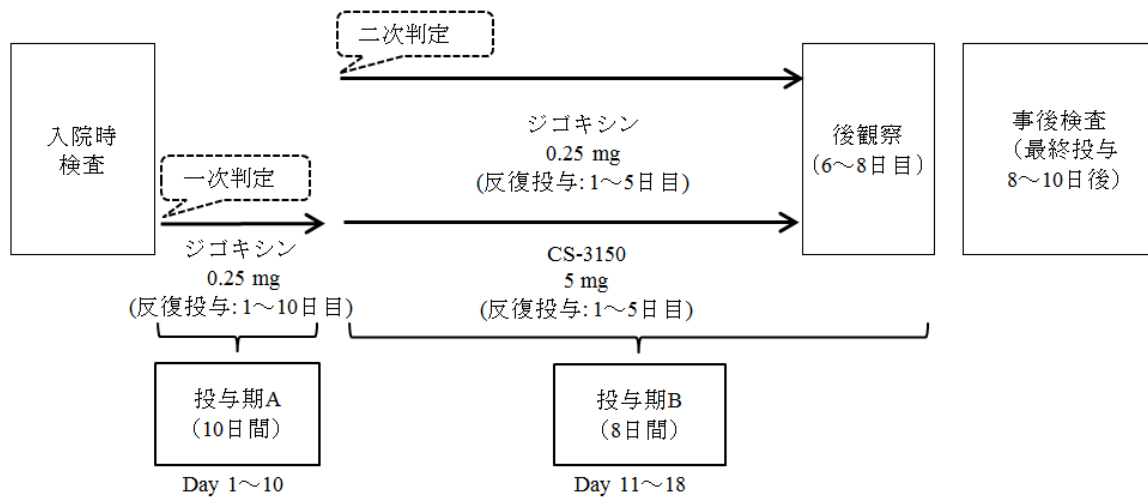 入院時
検査
一次判定
ジゴキシン
0.25 mg
(反復投与: 1～10日目)
投与期A
（10日間）
Day 1～10
二次判定
ジゴキシン
0.25 mg
(反復投与: 1～5日目)
CS-3150
5 mg
(反復投与: 1～5日目)
投与期B
（8日間）
Day 11～18
後観察
（6～8日目）
事後検査
（最終投与
8～10日後）